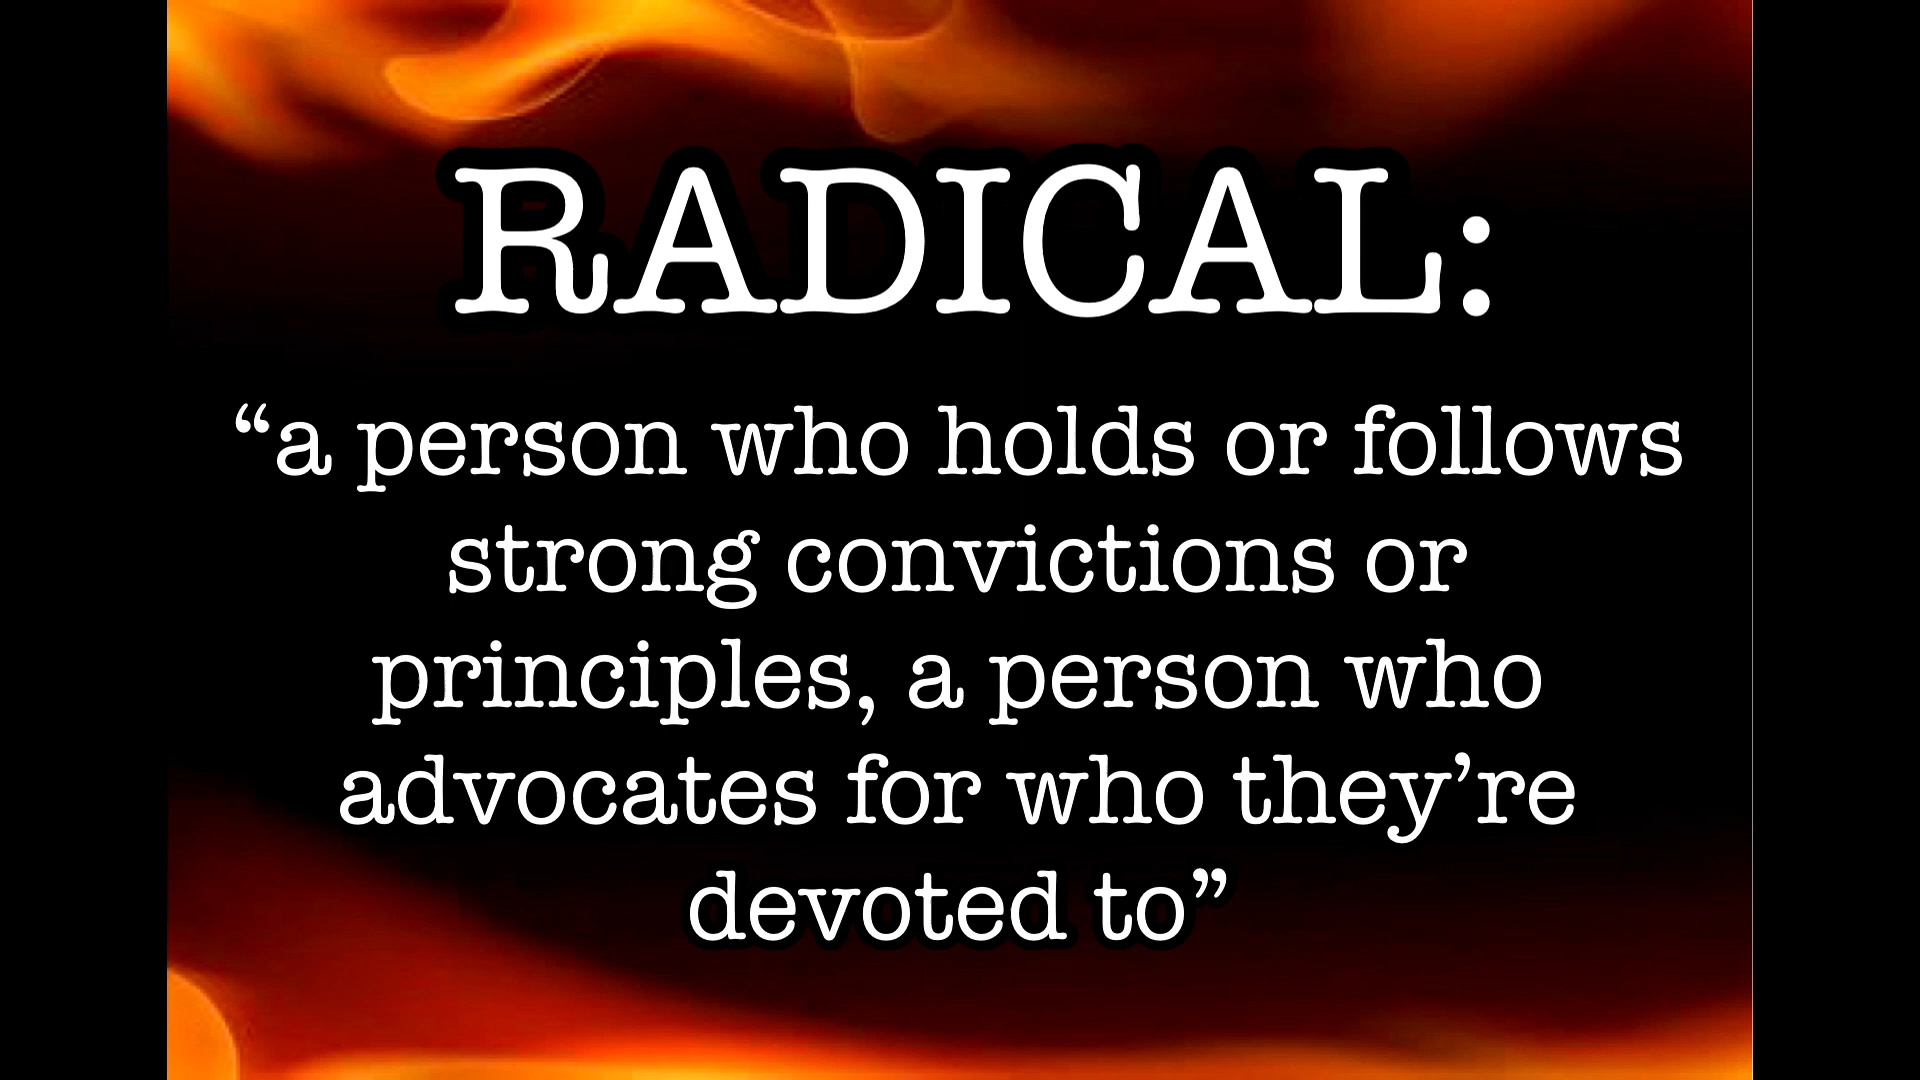 RADICAL:
“a person who holds or follows
strong convictions or
principles, a person who
advocates for who they’re
devoted to”